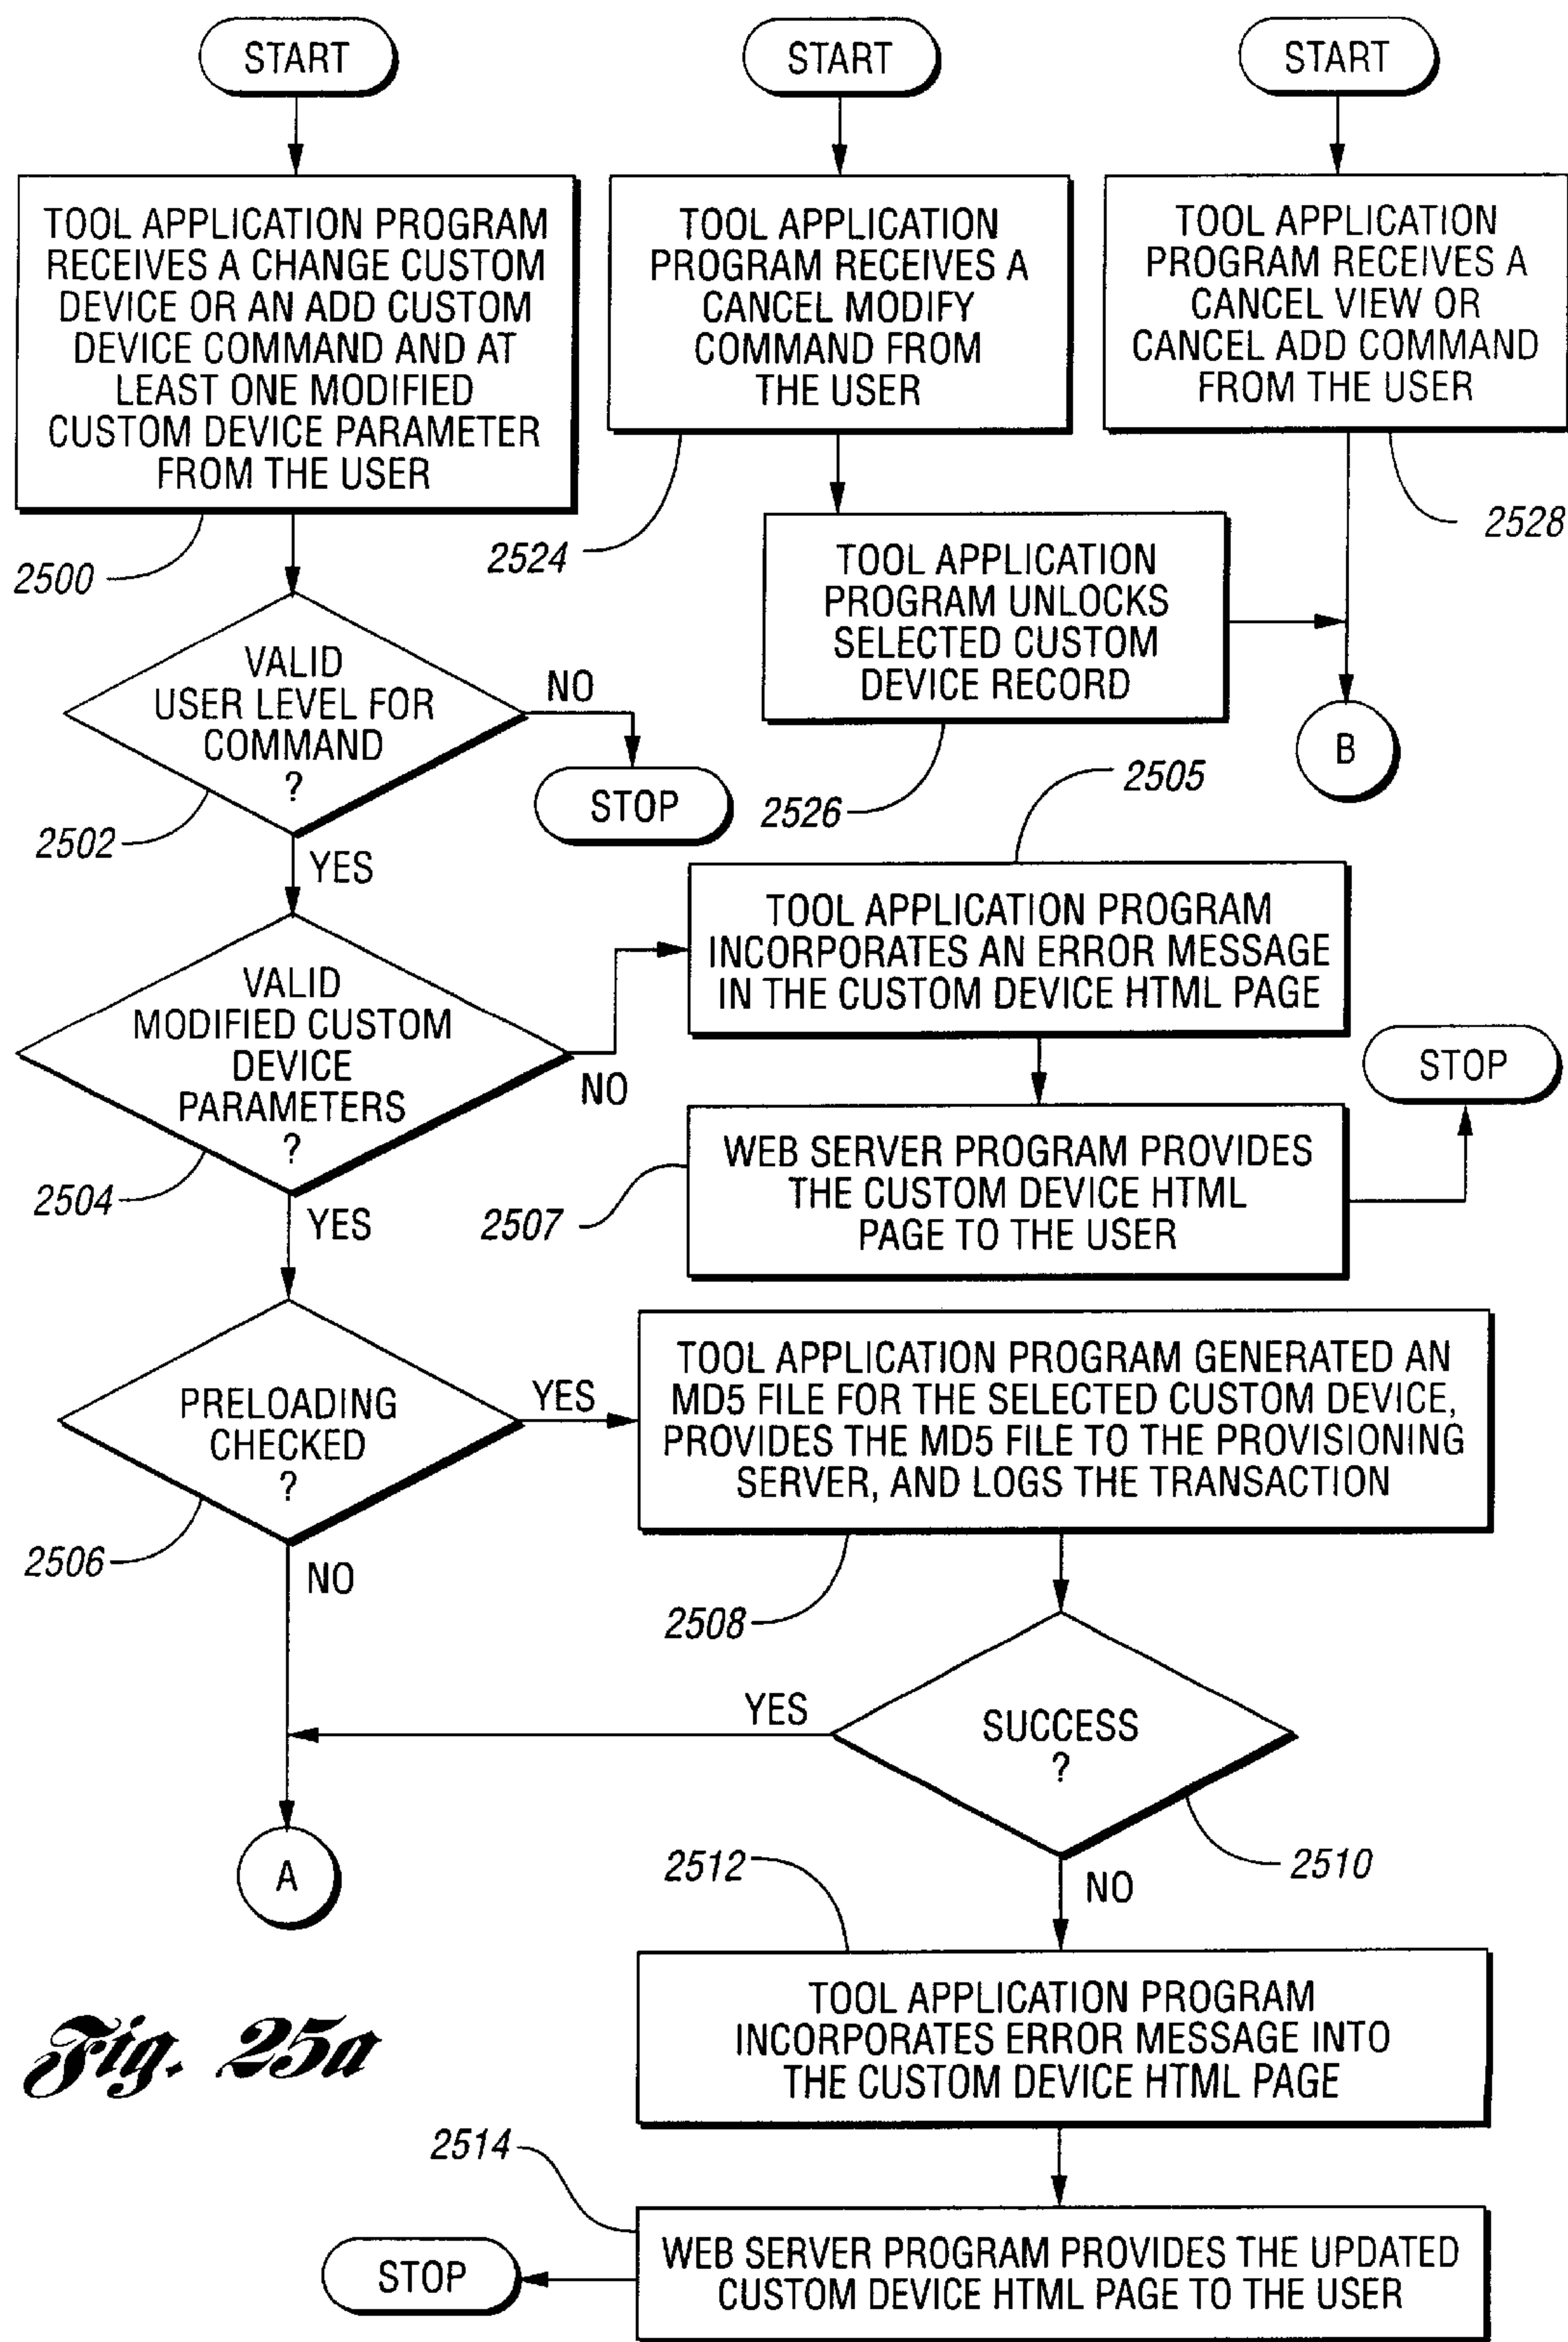 START
START
START
TOOL APPLICATION PROGRAM
RECEIVES A CHANGE CUSTOM
DEVICE OR AN ADD CUSTOM
DEVICE COMMAND AND AT
LEAST ONE MODIFIED
CUSTOM DEVICE PARAMETER
FROM THE USER
TOOL APPLICATION
PROGRAM RECEIVES A
CANCEL MODIFY
COMMAND FROM
THE USER
TOOL APPLICATION
PROGRAM RECEIVES A
CANCEL VIEW OR
CANCEL ADD COMMAND
FROM THE USER
2500
2524
2528
TOOL APPLICATION
PROGRAM UNLOCKS
SELECTED CUSTOM
DEVICE RECORD
VALID
USER LEVEL FOR
COMMAND
?
NO
STOP
2526
B
2502
YES
2505
TOOL APPLICATION PROGRAM
INCORPORATES AN ERROR MESSAGE
IN THE CUSTOM DEVICE HTML PAGE
VALID
MODIFIED CUSTOM
DEVICE
PARAMETERS
?
NO
STOP
2504
YES
2507
WEB SERVER PROGRAM PROVIDES
THE CUSTOM DEVICE HTML
PAGE TO THE USER
PRELOADING
CHECKED
?
YES
TOOL APPLICATION PROGRAM GENERATED AN
MD5 FILE FOR THE SELECTED CUSTOM DEVICE,
PROVIDES THE MD5 FILE TO THE PROVISIONING
SERVER, AND LOGS THE TRANSACTION
2506
NO
2508
YES
SUCCESS
?
A
2512
NO
2510
TOOL APPLICATION PROGRAM
INCORPORATES ERROR MESSAGE INTO
THE CUSTOM DEVICE HTML PAGE
Fig. 25a
2514
STOP
WEB SERVER PROGRAM PROVIDES THE UPDATED
CUSTOM DEVICE HTML PAGE TO THE USER